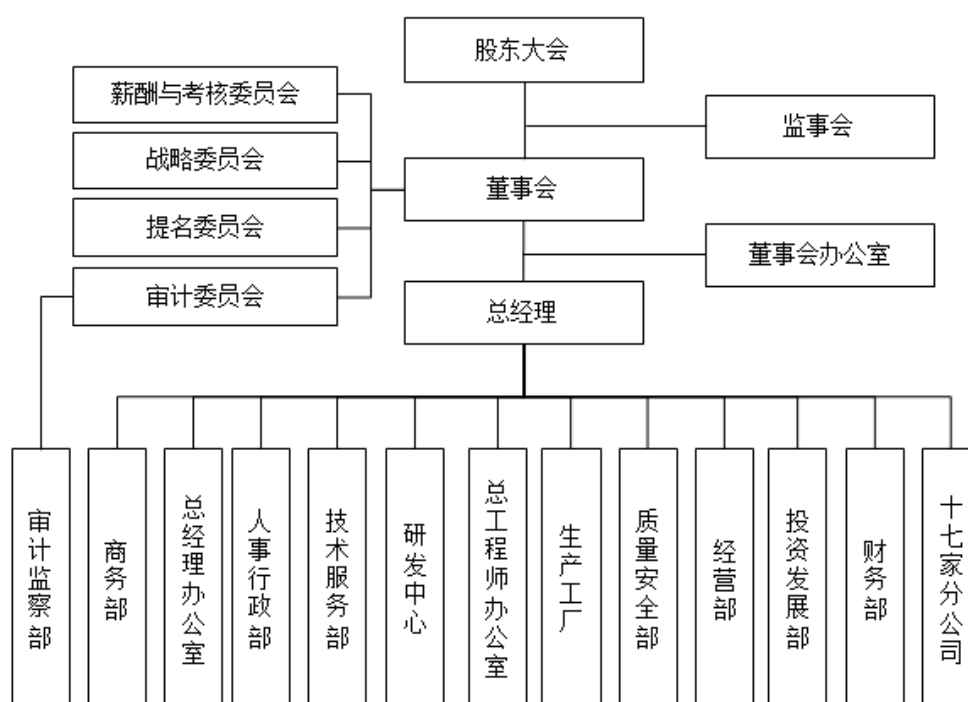 股东大会
薪酬与考核委员会
监事会
战略委员会
董事会
提名委员会
董事会办公室
审计委员会
总经理
审计监察部
商务部
总经理办公室
人事行政部
技术服务部
研发中心
总工程师办公室
生产工厂
质量安全部
经营部
投资发展部
财务部
十七家分公司